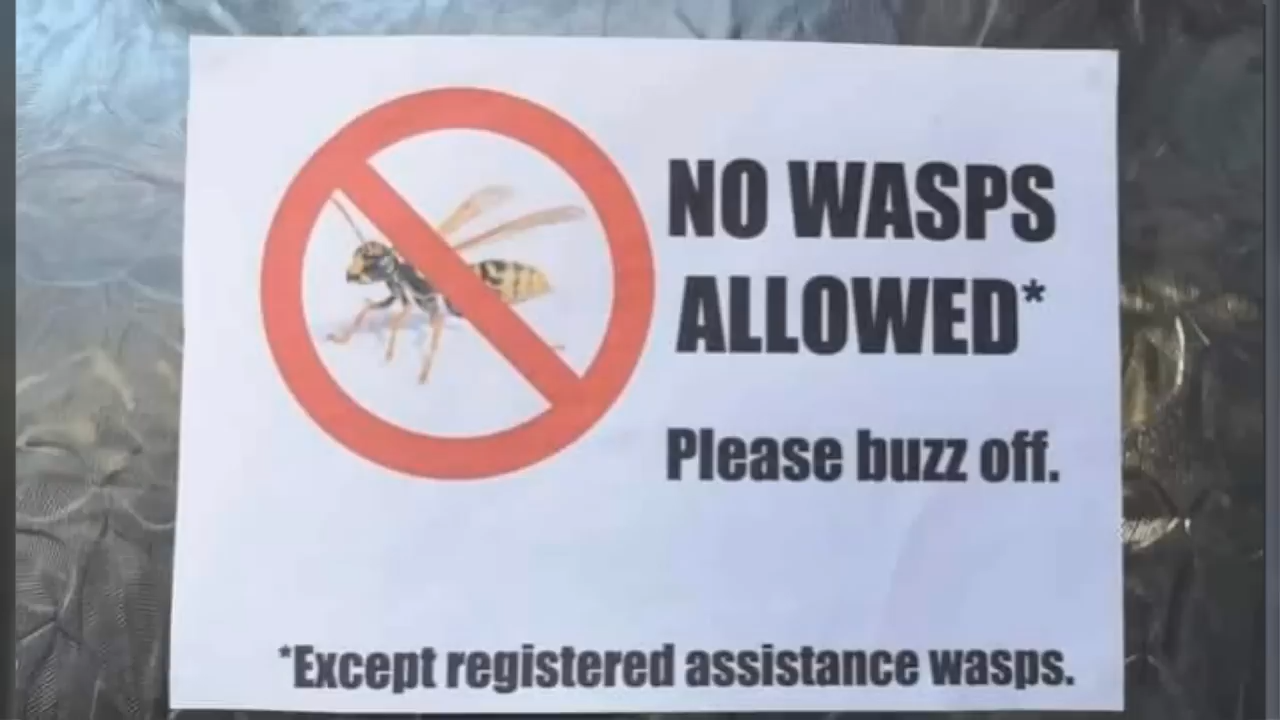 NO WASPS
ALLOWED*
Please buzz off.
*Except registered assistance wasps.